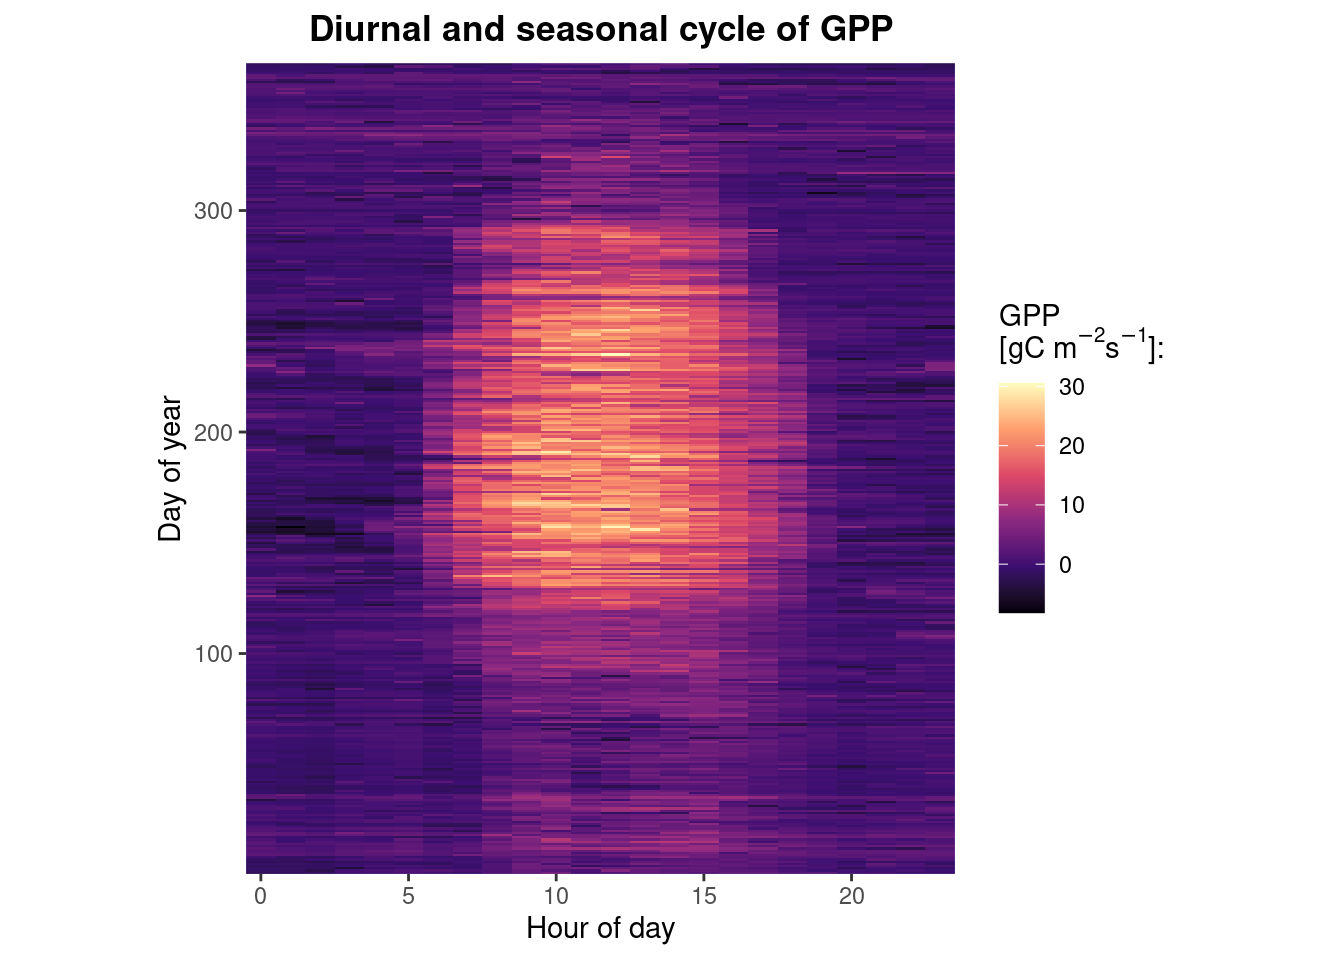 Diurnal and seasonal cycle of GPP
300
200
100
Day of year
0 5 10 15 20
Hour of day
GPP
[gC m−2s−1]:
30
20
10
0